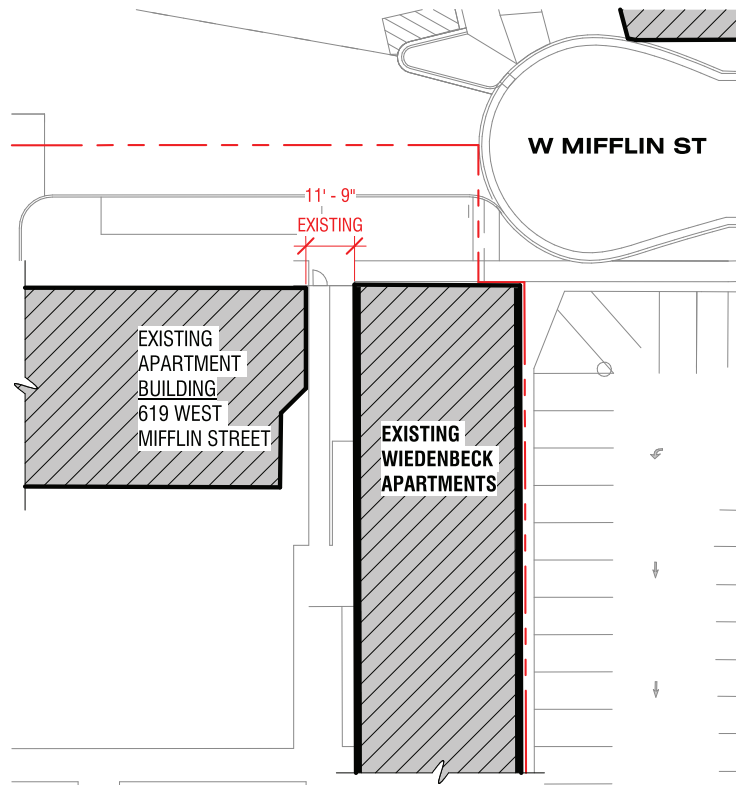 W MIFFLIN ST
11' - 9"
EXISTING
EXISTING
APARTMENT
BUILDING
619 WEST
MIFFLIN STREET
EXISTING
WIEDENBECK
APARTMENTS